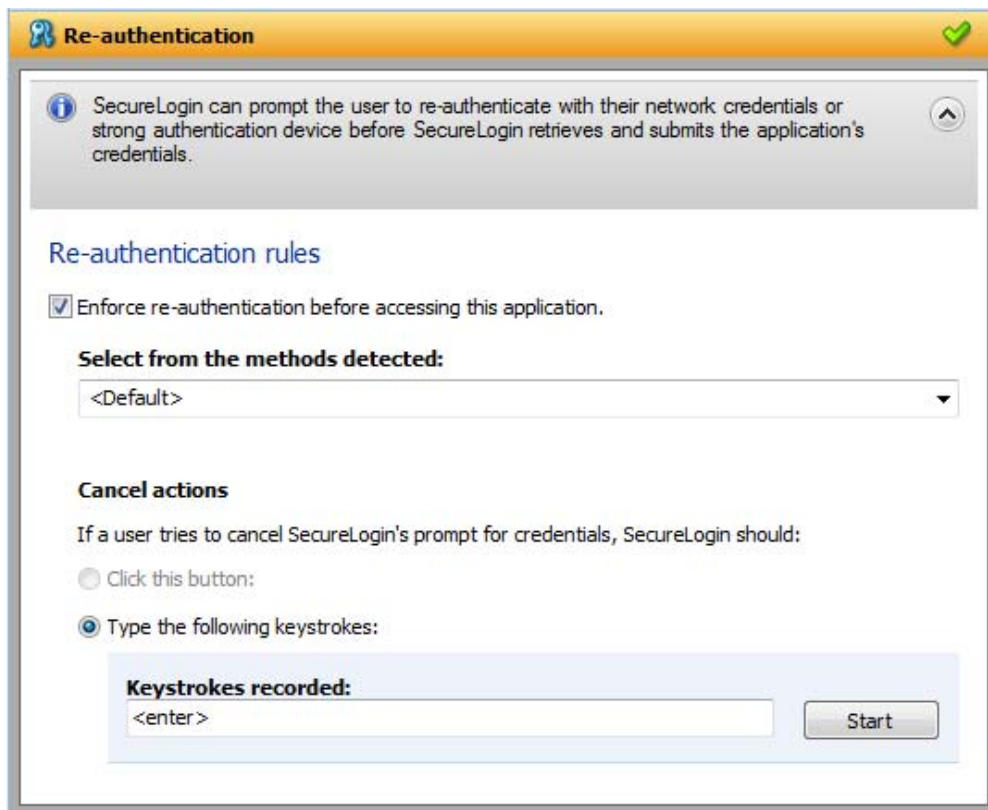 Re-authentication
SecureLogin can prompt the user to re-authenticate with their network credentials or
strong authentication device before SecureLogin retrieves and submits the application's
credentials.
Re-authentication rules
Enforce re-authentication before accessing this application.
Select from the methods detected:
<Default>
Cancel actions
If a user tries to cancel SecureLogin's prompt for credentials, SecureLogin should:
Click this button:
Type the following keystrokes:
Keystrokes recorded:
<enter>
Start